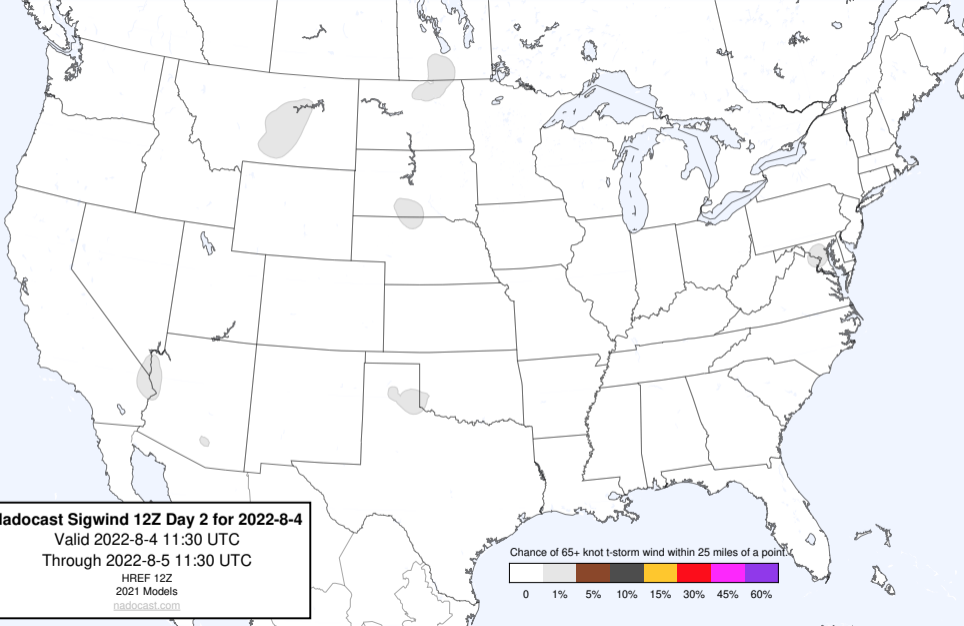 adocast Sigwind 12Z Day 2 for 2022-8-4
Valid 2022-8-4 11:30 UTC
Through 2022-8-5 11:30 UTC
HREF 12Z
2021 Models
nadocast.com
Chance of 65+ knot t-storm wind within 25 miles of a point.
0 1% 5% 10% 15% 30% 45% 60%